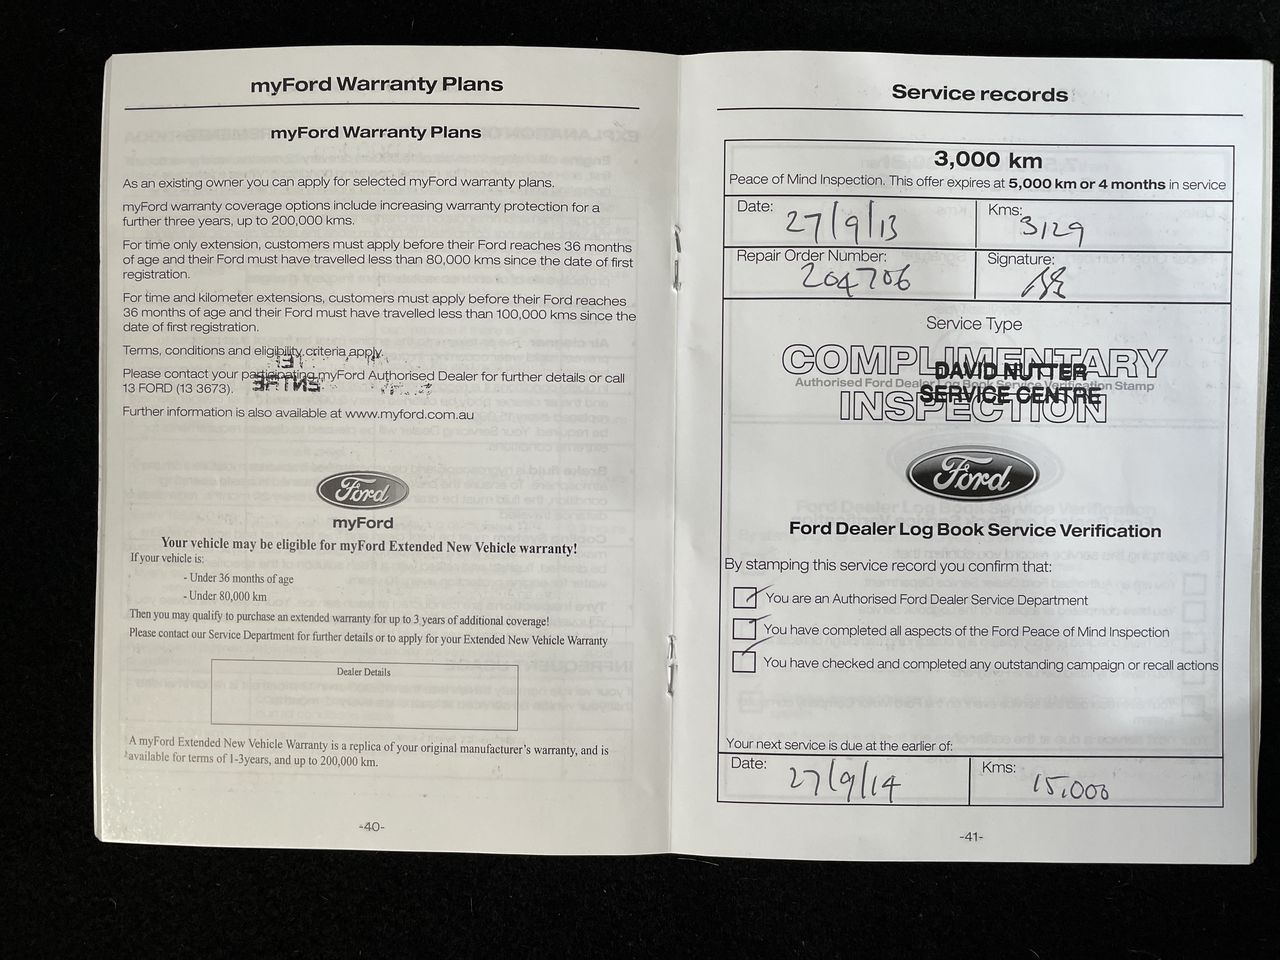 myFord Warranty Plans
myFord Warranty Plans
As an existing owner you can apply for selected myFord warranty plans.
myFord warranty coverage options include increasing warranty protection for a
further three years, up to 200,000 kms.
For time only extension, customers must apply before their Ford reaches 36 months
of age and their Ford must have travelled less than 80,000 kms since the date of first
registration.
For time and kilometer extensions, customers must apply before their Ford reaches
36 months of age and their Ford must have travelled less than 100,000 kms since the
date of first registration.
Terms, conditions and eligibility criteria apply.
Please contact your participating myFord Authorised Dealer for further details or call
13 FORD (13 3673).
Further information is also available at www.myford.com.au
Ford
myFord
Your vehicle may be eligible for myFord Extended New Vehicle warranty!
If your vehicle is:
- Under 36 months of age
- Under 80,000 km
Then you may qualify to purchase an extended warranty for up to 3 years of additional coverage!
Please contact our Service Department for further details or to apply for your Extended New Vehicle Warranty
Dealer Details
A myFord Extended New Vehicle Warranty is a replica of your original manufacturer's warranty, and is
available for terms of 1-3years, and up to 200,000 km.
-40-
Service records
3,000 km
Peace of Mind Inspection. This offer expires at 5,000 km or 4 months in service
Date: 27/9/13
Kms: 3129
Repair Order Number: 204706
Signature:
Service Type
COMPLIMENTARY
DAVID NUTTER
Authorised Ford Dealer Log Book Service Verification Stamp
SERVICE CENTRE
INSPECTION
Ford
Ford Dealer Log Book Service Verification
By stamping this service record you confirm that:
You are an Authorised Ford Dealer Service Department
You have completed all aspects of the Ford Peace of Mind Inspection
You have checked and completed any outstanding campaign or recall actions
Your next service is due at the earlier of:
Date: 27/9/14
Kms: 15,000
-41-